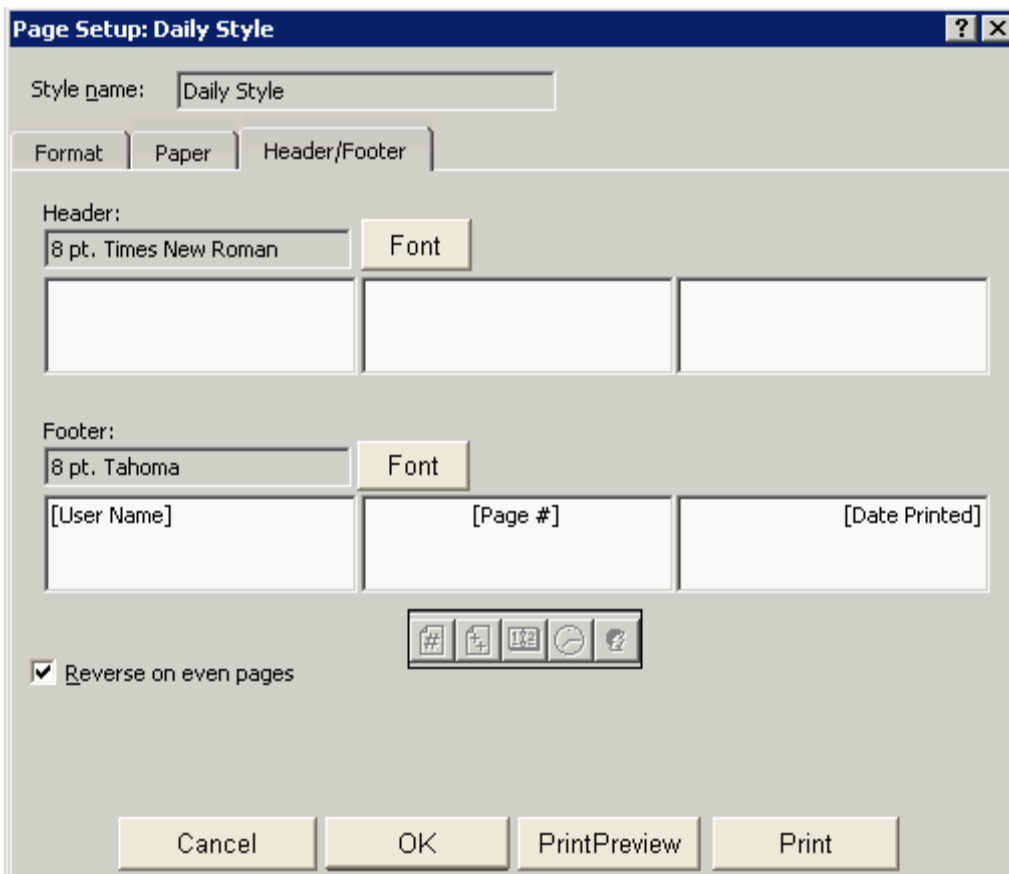 Page Setup: Daily Style
Style name: Daily Style
Format Paper Header/Footer
Header:
8 pt. Times New Roman Font
Footer:
8 pt. Tahoma Font
[User Name] [Page #] [Date Printed]
Reverse on even pages
Cancel OK PrintPreview Print